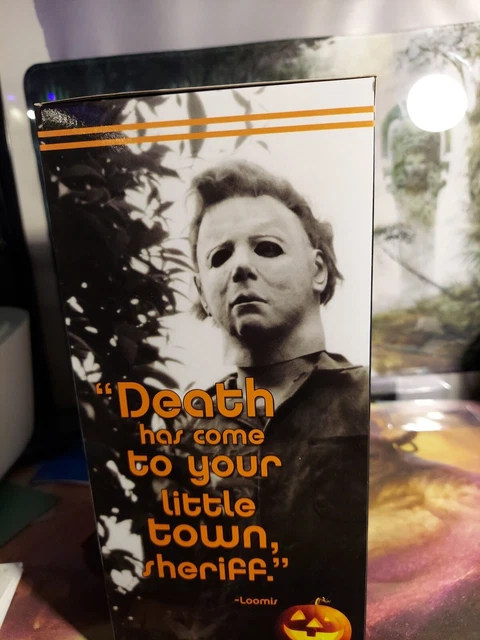 “Death
has come
to your
little
town,
sheriff.”
-Loomis